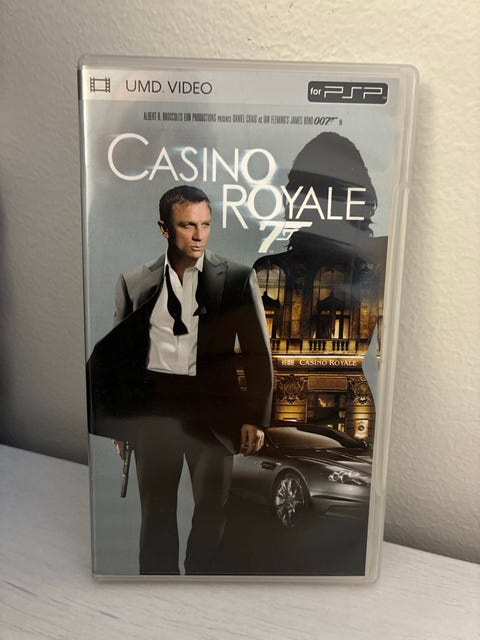 UMD VIDEO
for PSP
ALBERT R. BROCCOLI'S EON PRODUCTIONS PRESENTS DANIEL CRAIG AS IAN FLEMING'S JAMES BOND 007 IN
CASINO
ROYALE
007
CASINO ROYALE